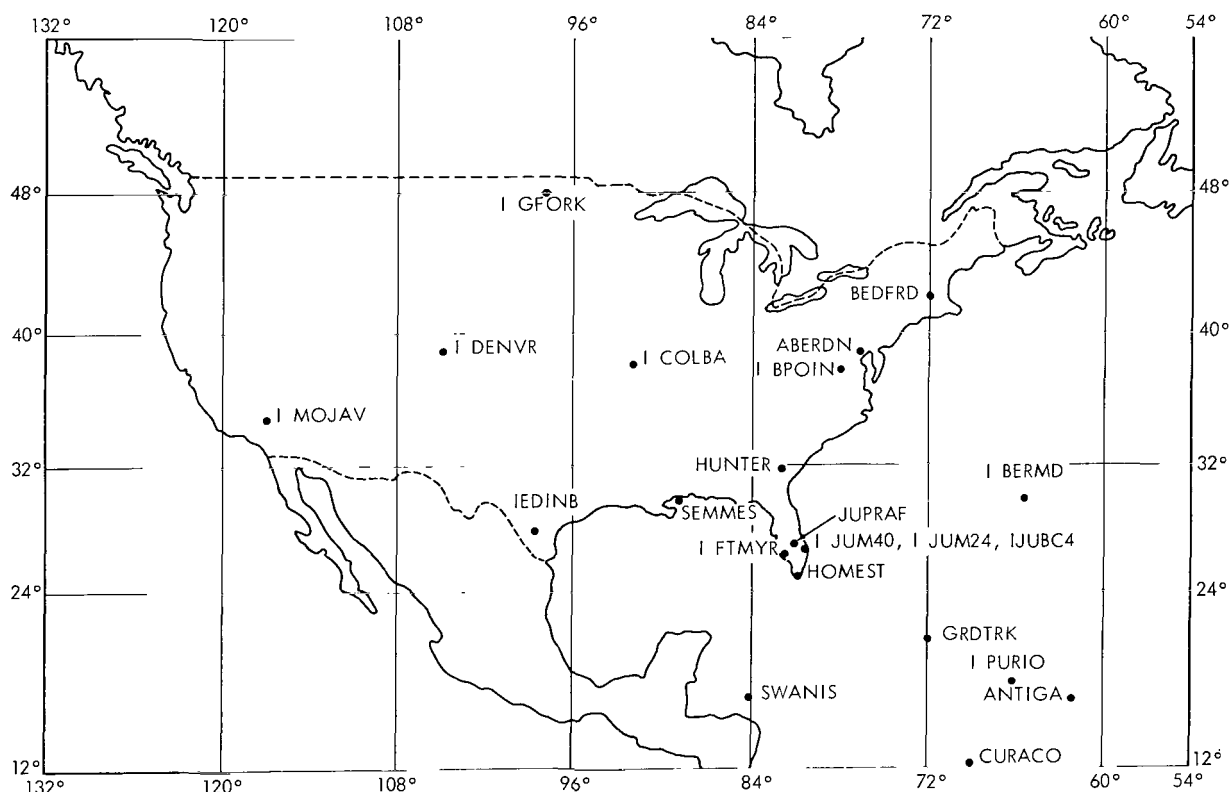 132° 120° 108° 96° 84° 72° 60° 54°
48° 48°
I GFORK
BEDFRD
40° 40°
I DENVR
I COLBA
ABERDN
I BPOIN
I MOJAV
32° 32°
HUNTER
I BERMD
IEDINB
SEMMES
JUPRAF
I FTMYR
I JUM40, I JUM24, IJUBC4
HOMEST
24° 24°
GRDTRK
I PURIO
SWANIS
ANTIGA
CURACO
12° 12°
132° 120° 108° 96° 84° 72° 60° 54°